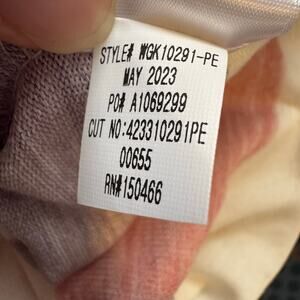 STYLE# WGK10291-PE
MAY 2023
PO# A1069299
CUT NO:423310291PE
00655
RN#150466